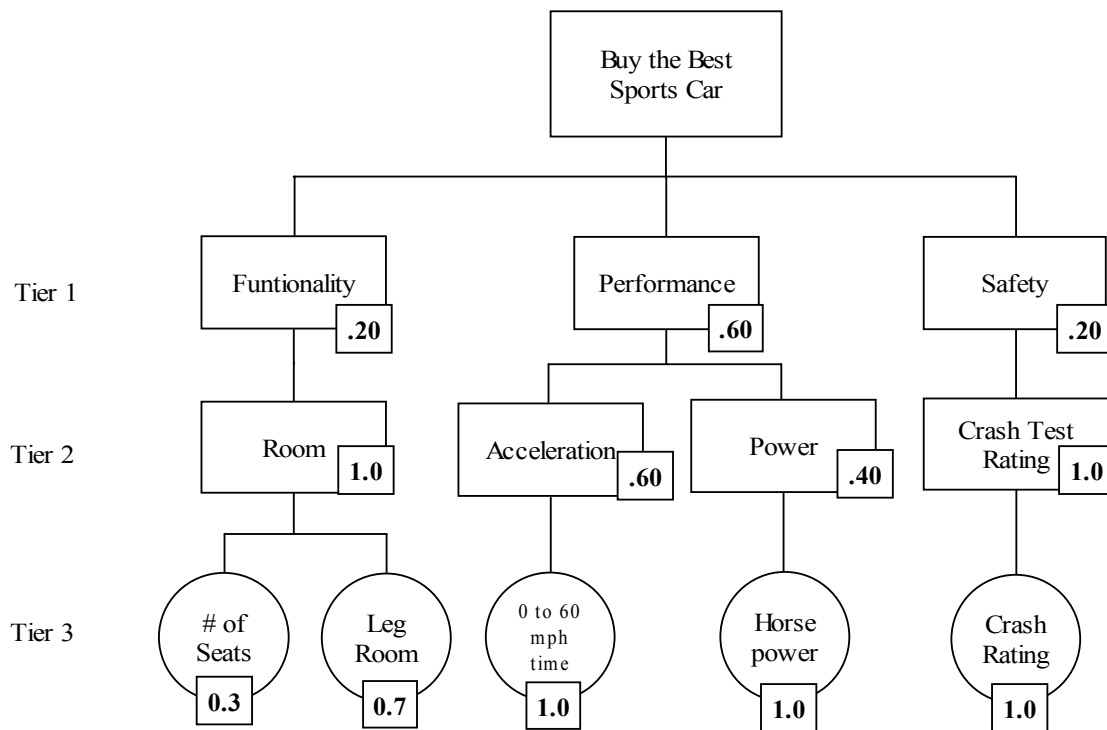 Buy the Best
Sports Car
Tier 1
Funtionality
.20
Performance
.60
Safety
.20
Tier 2
Room
1.0
Acceleration
.60
Power
.40
Crash Test
Rating
1.0
Tier 3
# of
Seats
0.3
Leg
Room
0.7
0 to 60
mph
time
1.0
Horse
power
1.0
Crash
Rating
1.0